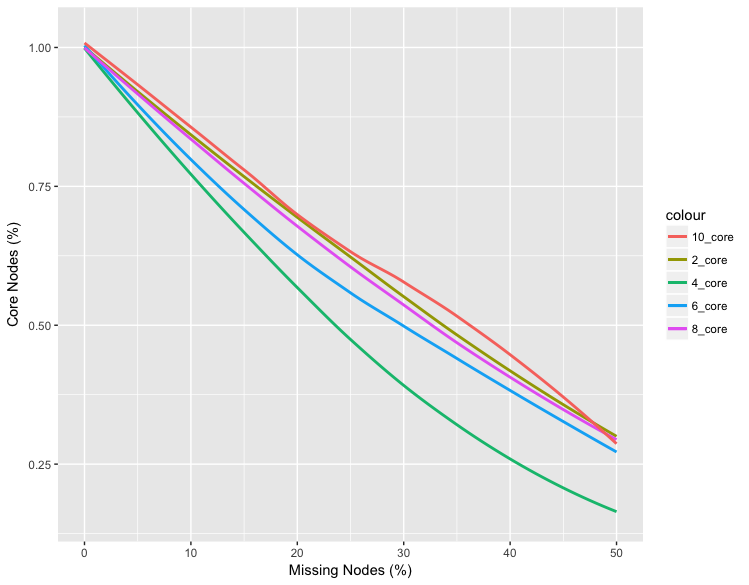 1.00
0.75
0.50
0.25
Core Nodes (%)
0
10
20
30
40
50
Missing Nodes (%)
colour
10_core
2_core
4_core
6_core
8_core